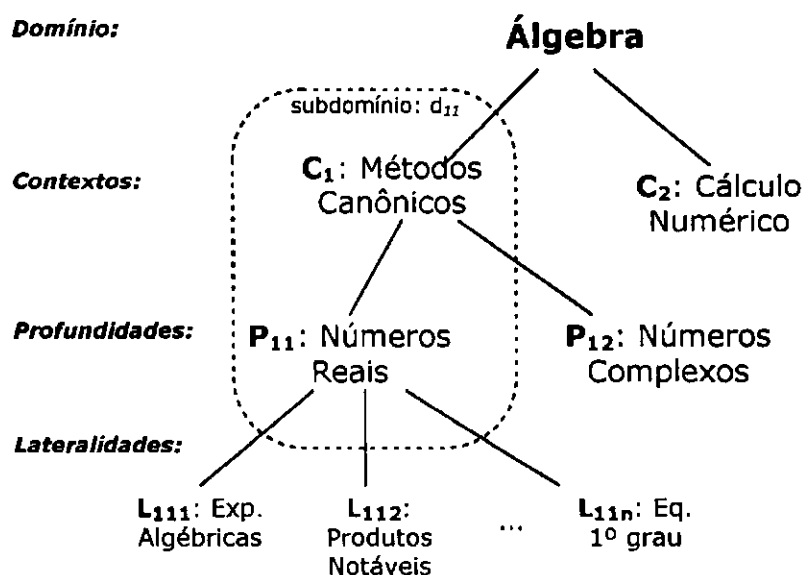 Domínio:
Álgebra
subdomínio: d₁₁
Contextos:
C₁: Métodos
Canônicos
C₂: Cálculo
Numérico
Profundidades:
P₁₁: Números
Reais
P₁₂: Números
Complexos
Lateralidades:
L₁₁₁: Exp.
Algébricas
L₁₁₂:
Produtos
Notáveis
...
L₁₁ₙ: Eq.
1º grau